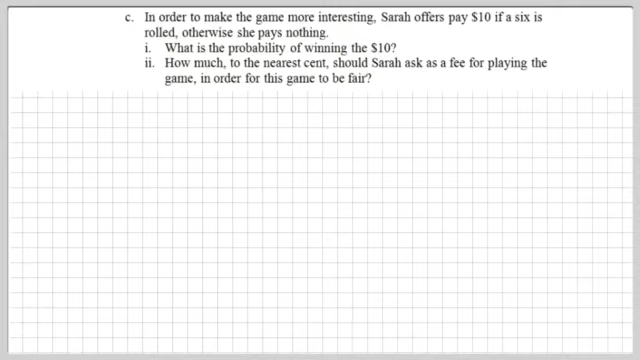 c. In order to make the game more interesting, Sarah offers pay $10 if a six is
rolled, otherwise she pays nothing.
i. What is the probability of winning the $10?
ii. How much, to the nearest cent, should Sarah ask as a fee for playing the
game, in order for this game to be fair?